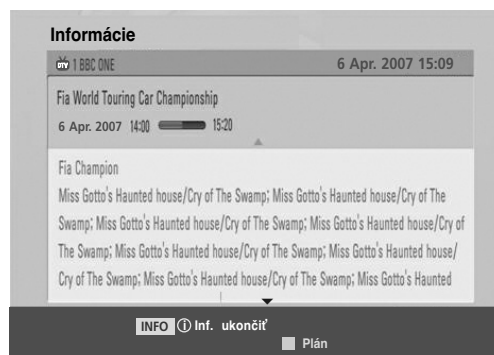 Informácie
DTV 1 BBC ONE 6 Apr. 2007 15:09
Fia World Touring Car Championship
6 Apr. 2007 14:00 15:20
Fia Champion
Miss Gotto's Haunted house/Cry of The Swamp; Miss Gotto's Haunted house/Cry of The
Swamp; Miss Gotto's Haunted house/Cry of The Swamp; Miss Gotto's Haunted house/Cry of
The Swamp; Miss Gotto's Haunted house/Cry of The Swamp; Miss Gotto's Haunted house/
Cry of The Swamp; Miss Gotto's Haunted house/Cry of The Swamp; Miss Gotto's Haunted
INFO ⓘ Inf. ukončiť
Plán